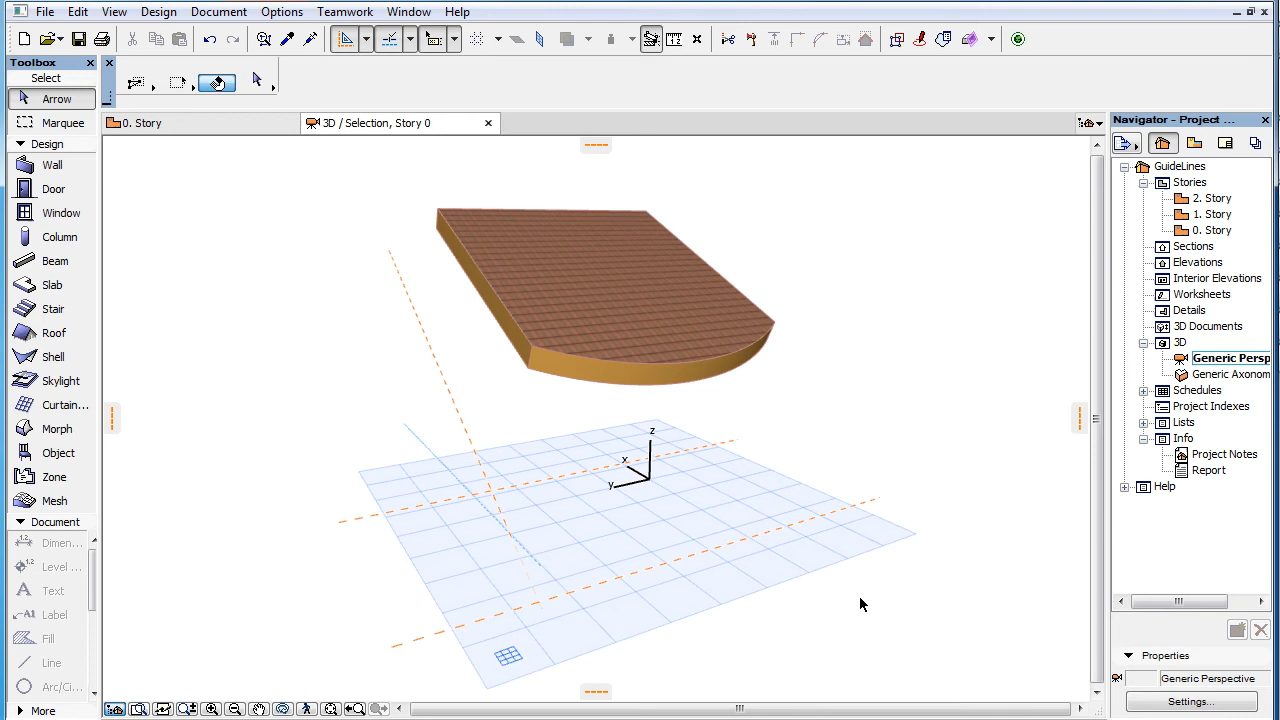 File Edit View Design Document Options Teamwork Window Help
Toolbox
Select
Arrow
Marquee
Design
Wall
Door
Window
Column
Beam
Slab
Stair
Roof
Shell
Skylight
Curtain...
Morph
Object
Zone
Mesh
Document
Dimen...
Level ...
A Text
A1 Label
Fill
Line
Arc/Ci...
More
0. Story
3D / Selection, Story 0
z
x
y
Navigator - Project ...
GuideLines
Stories
2. Story
1. Story
0. Story
Sections
Elevations
Interior Elevations
Worksheets
Details
3D Documents
3D
Generic Persp
Generic Axonom
Schedules
Project Indexes
Lists
Info
Project Notes
Report
Help
Properties
Generic Perspective
Settings...